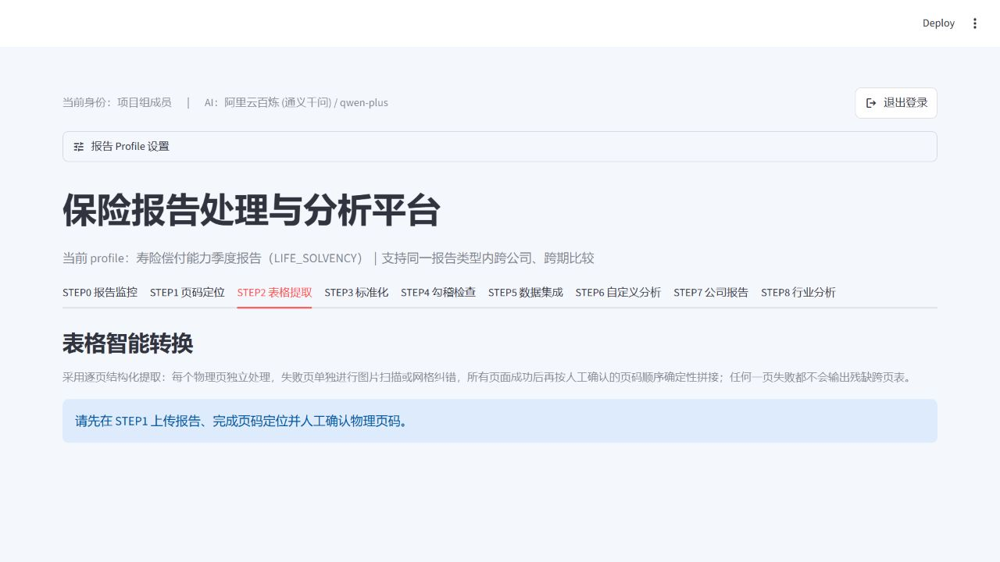 Deploy
当前身份：项目组成员 | AI：阿里云百炼 (通义千问) / qwen-plus
退出登录
报告 Profile 设置
保险报告处理与分析平台
当前 profile：寿险偿付能力季度报告（LIFE_SOLVENCY）｜支持同一报告类型内跨公司、跨期比较
STEP0 报告监控 STEP1 页码定位 STEP2 表格提取 STEP3 标准化 STEP4 勾稽检查 STEP5 数据集成 STEP6 自定义分析 STEP7 公司报告 STEP8 行业分析
表格智能转换
采用逐页结构化提取：每个物理页独立处理，失败页单独进行图片扫描或网格纠错，所有页面成功后再按人工确认的页码顺序确定性拼接；任何一页失败都不会输出残缺跨页表。
请先在 STEP1 上传报告、完成页码定位并人工确认物理页码。